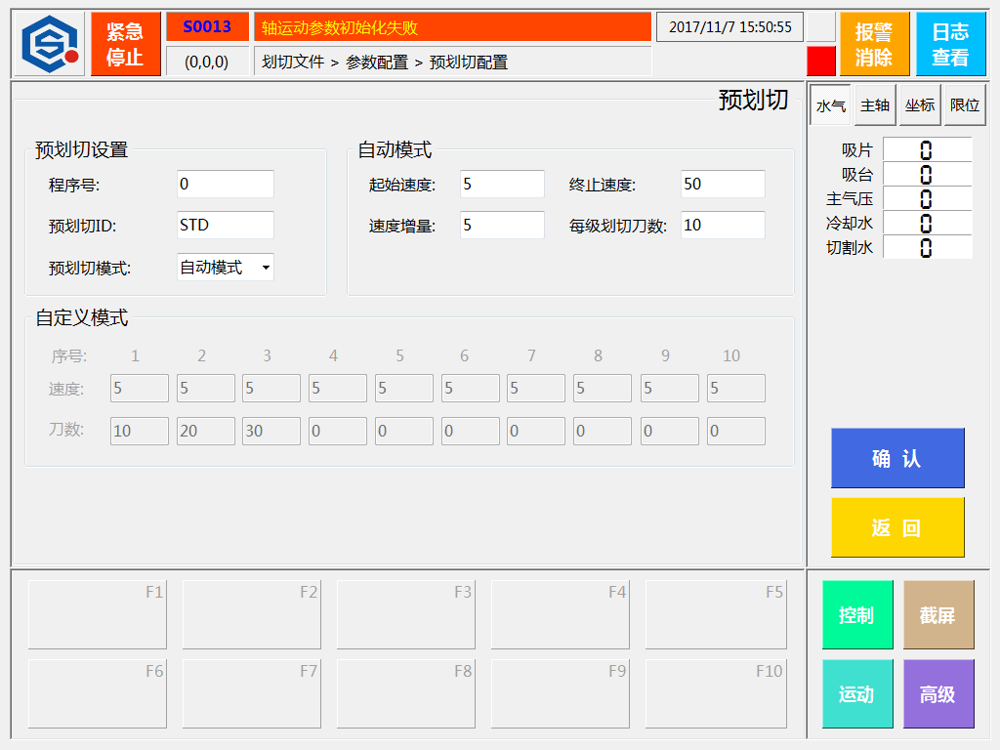 紧急
停止
S0013
(0,0,0)
轴运动参数初始化失败
划切文件 > 参数配置 > 预划切配置
2017/11/7 15:50:55
报警
消除
日志
查看
预划切
预划切设置
程序号: 0
预划切ID: STD
预划切模式: 自动模式
自动模式
起始速度: 5 终止速度: 50
速度增量: 5 每级划切刀数: 10
自定义模式
序号: 1 2 3 4 5 6 7 8 9 10
速度: 5 5 5 5 5 5 5 5 5 5
刀数: 10 20 30 0 0 0 0 0 0 0
水气 主轴 坐标 限位
吸片 0
吸台 0
主气压 0
冷却水 0
切割水 0
确 认
返 回
F1 F2 F3 F4 F5
F6 F7 F8 F9 F10
控制 截屏
运动 高级